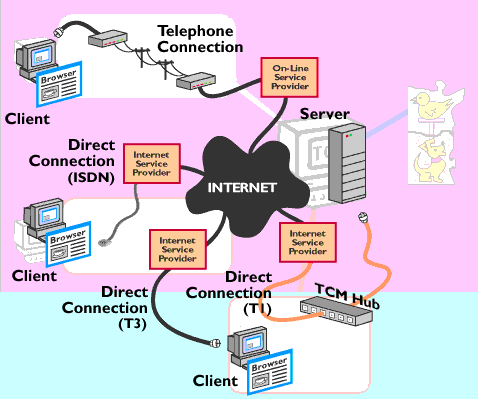 Telephone
Connection
Browser
Client
On-Line
Service
Provider
Server
Direct
Connection
(ISDN)
Internet
Service
Provider
INTERNET
Browser
Client
Internet
Service
Provider
Internet
Service
Provider
Direct
Connection
(T3)
Direct
Connection
(T1)
TCM Hub
Browser
Client